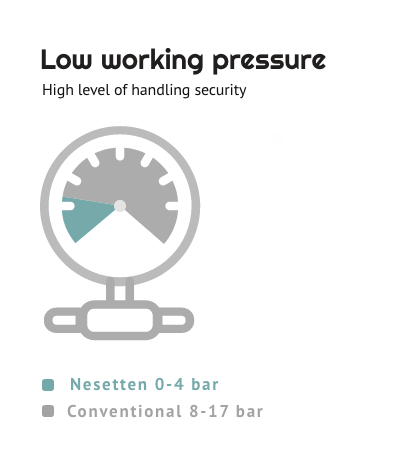 Low working pressure
High level of handling security
Nesetten 0-4 bar
Conventional 8-17 bar